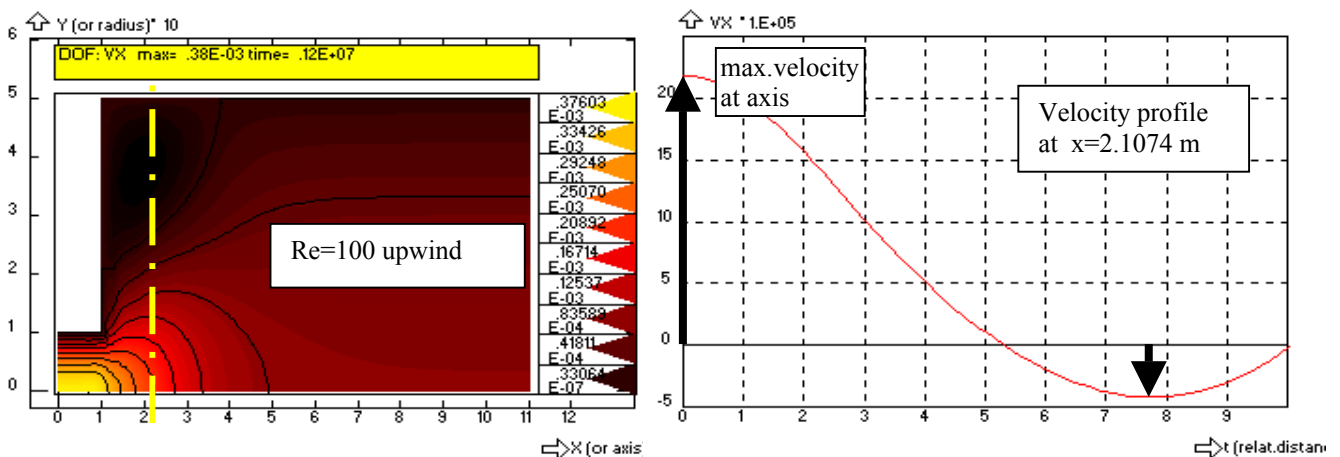 Y (or radius)* 10
6
DOF: VX max= .38E-03 time= .12E+07
5
4
3
2
1
0
.37603
E-03
.33426
E-03
.29248
E-03
.25070
E-03
.20892
E-03
.16714
E-03
.12537
E-03
.83589
E-04
.41811
E-04
.33064
E-07
Re=100 upwind
0 1 2 3 4 5 6 7 8 9 10 11 12
X (or axis
VX *1.E+05
20
15
10
5
0
-5
max.velocity
at axis
Velocity profile
at x=2.1074 m
0 1 2 3 4 5 6 7 8 9
t (relat.distan